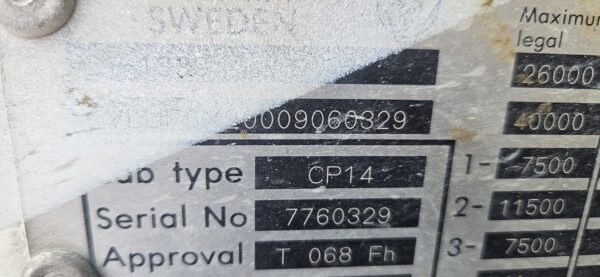 SWEDEN
Maximum
legal
26000
0009060329
40000
type CP14
1- 7500
Serial No 7760329
2- 11500
Approval T 068 Fh
3- 7500